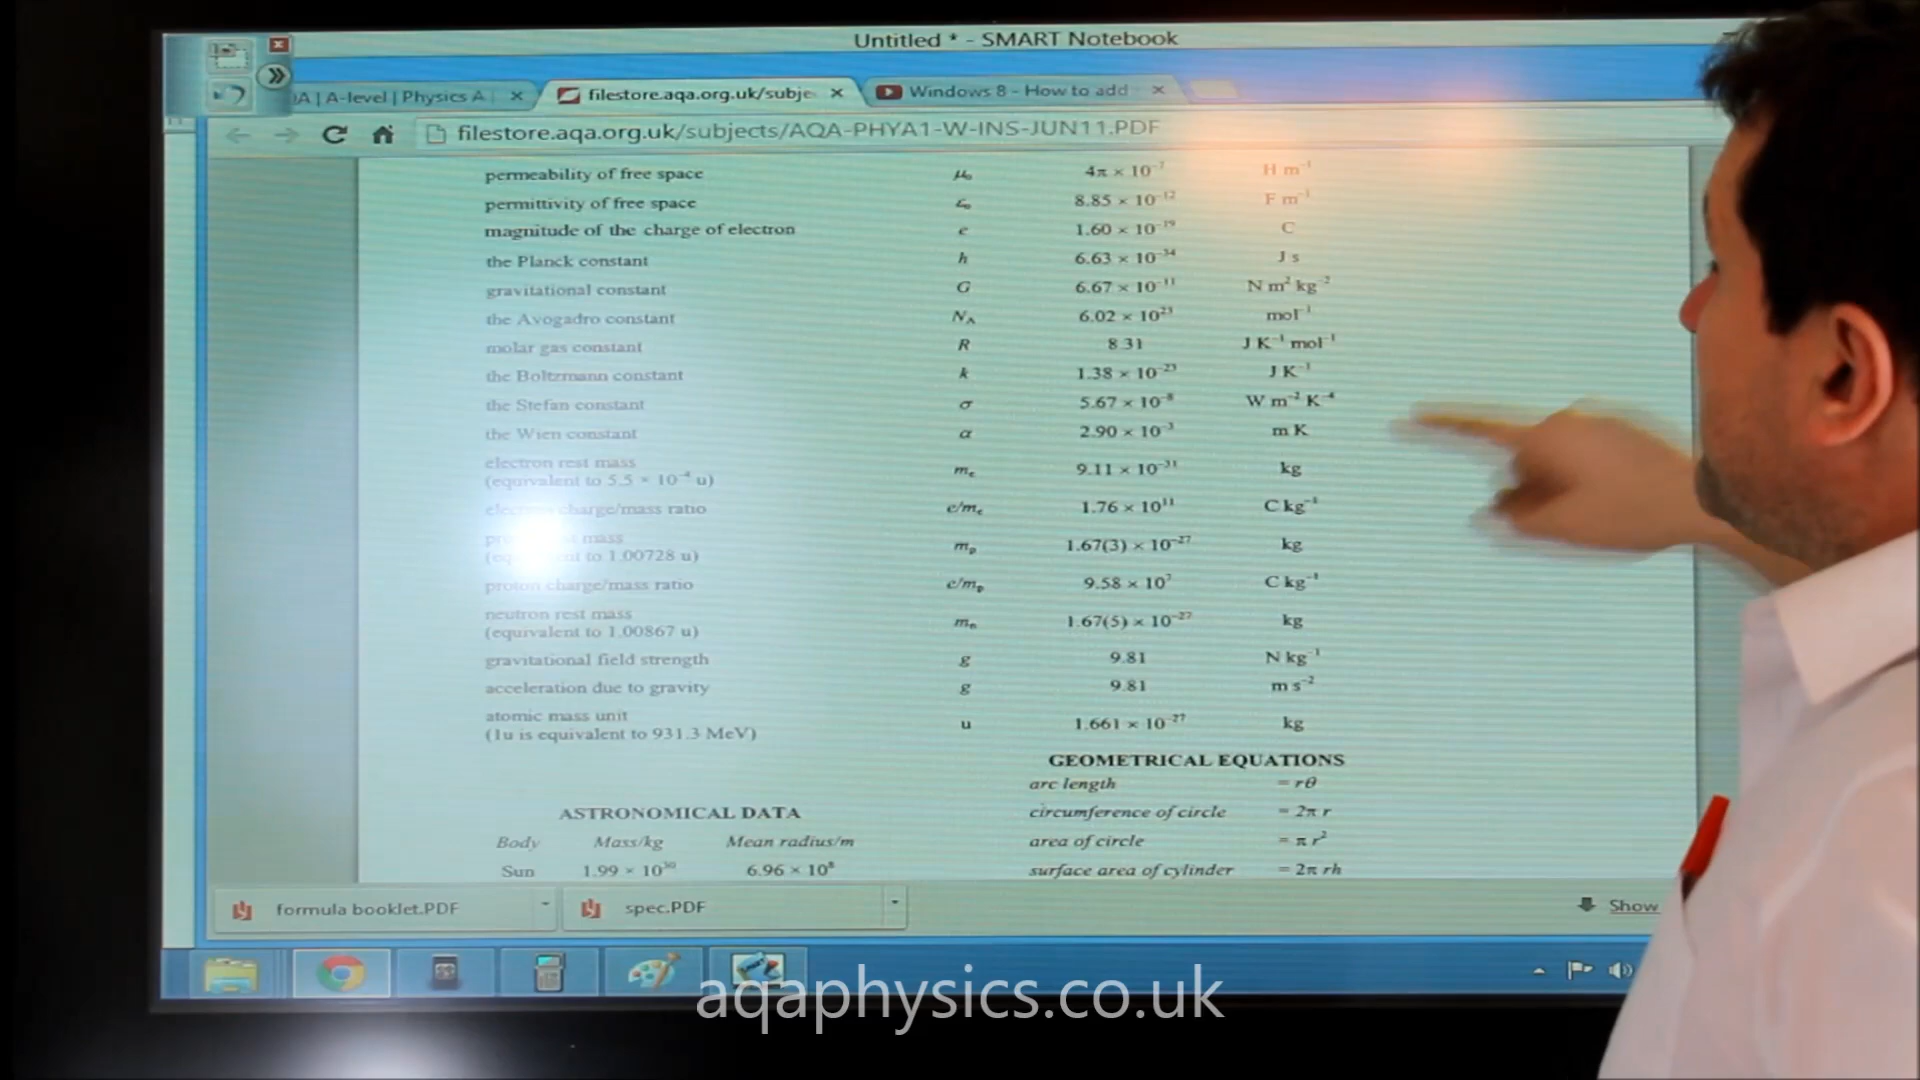 Untitled * - SMART Notebook
A | A-level | Physics A
filestore.aqa.org.uk/subje
Windows 8 - How to add
filestore.aqa.org.uk/subjects/AQA-PHYA1-W-INS-JUN11.PDF
permeability of free space μ₀ 4π × 10⁻⁷ H m⁻¹
permittivity of free space ε₀ 8.85 × 10⁻¹² F m⁻¹
magnitude of the charge of electron e 1.60 × 10⁻¹⁹ C
the Planck constant h 6.63 × 10⁻³⁴ J s
gravitational constant G 6.67 × 10⁻¹¹ N m² kg⁻²
the Avogadro constant N_A 6.02 × 10²³ mol⁻¹
molar gas constant R 8.31 J K⁻¹ mol⁻¹
the Boltzmann constant k 1.38 × 10⁻²³ J K⁻¹
the Stefan constant σ 5.67 × 10⁻⁸ W m⁻² K⁻⁴
the Wien constant α 2.90 × 10⁻³ m K
electron rest mass
(equivalent to 5.5 × 10⁻⁴ u) mₑ 9.11 × 10⁻³¹ kg
electron charge/mass ratio e/mₑ 1.76 × 10¹¹ C kg⁻¹
mass
to 1.00728 u) mₚ 1.67(3) × 10⁻²⁷ kg
proton charge/mass ratio e/mₚ 9.58 × 10⁷ C kg⁻¹
neutron rest mass
(equivalent to 1.00867 u) mₙ 1.67(5) × 10⁻²⁷ kg
gravitational field strength g 9.81 N kg⁻¹
acceleration due to gravity g 9.81 m s⁻²
atomic mass unit
(1u is equivalent to 931.3 MeV) u 1.661 × 10⁻²⁷ kg
ASTRONOMICAL DATA
Body Mass/kg Mean radius/m
Sun 1.99 × 10³⁰ 6.96 × 10⁸
GEOMETRICAL EQUATIONS
arc length = rθ
circumference of circle = 2π r
area of circle = π r²
surface area of cylinder = 2π rh
formula booklet.PDF
spec.PDF
Show
aqaphysics.co.uk